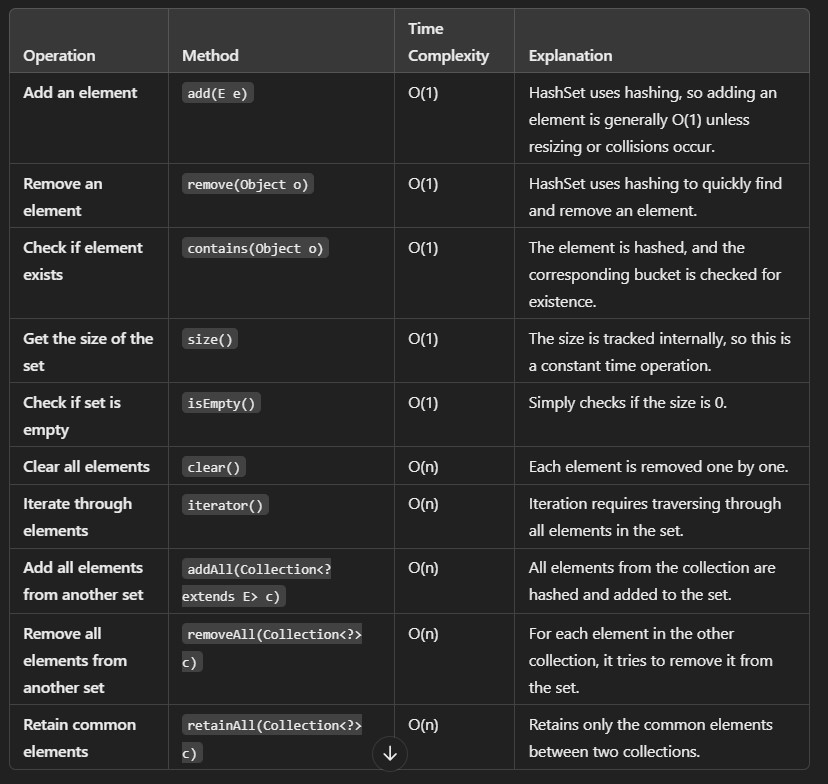 Operation Method Time Complexity Explanation
Add an element add(E e) O(1) HashSet uses hashing, so adding an
element is generally O(1) unless
resizing or collisions occur.
Remove an
element remove(Object o) O(1) HashSet uses hashing to quickly find
and remove an element.
Check if element
exists contains(Object o) O(1) The element is hashed, and the
corresponding bucket is checked for
existence.
Get the size of the
set size() O(1) The size is tracked internally, so this is
a constant time operation.
Check if set is
empty isEmpty() O(1) Simply checks if the size is 0.
Clear all elements clear() O(n) Each element is removed one by one.
Iterate through
elements iterator() O(n) Iteration requires traversing through
all elements in the set.
Add all elements
from another set addAll(Collection<?
extends E> c) O(n) All elements from the collection are
hashed and added to the set.
Remove all
elements from
another set removeAll(Collection<?>
c) O(n) For each element in the other
collection, it tries to remove it from
the set.
Retain common
elements retainAll(Collection<?>
c) O(n) Retains only the common elements
between two collections.